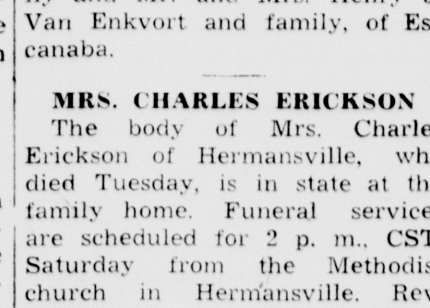 Van Enkvort and family, of Es
canaba.
MRS. CHARLES ERICKSON
The body of Mrs. Charle
Erickson of Hermansville, wh
died Tuesday, is in state at th
family home. Funeral service
are scheduled for 2 p. m., CST
Saturday from the Methodis
church in Hermansville. Rev